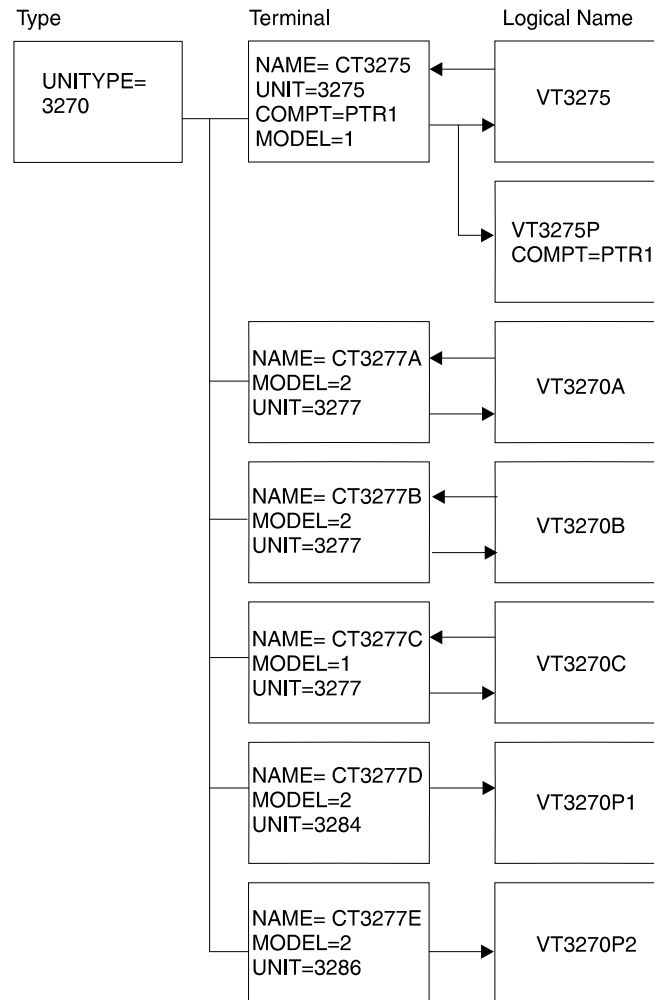 Type
Terminal
Logical Name
UNITYPE=
3270
NAME= CT3275
UNIT=3275
COMPT=PTR1
MODEL=1
VT3275
VT3275P
COMPT=PTR1
NAME= CT3277A
MODEL=2
UNIT=3277
VT3270A
NAME= CT3277B
MODEL=2
UNIT=3277
VT3270B
NAME= CT3277C
MODEL=1
UNIT=3277
VT3270C
NAME= CT3277D
MODEL=2
UNIT=3284
VT3270P1
NAME= CT3277E
MODEL=2
UNIT=3286
VT3270P2